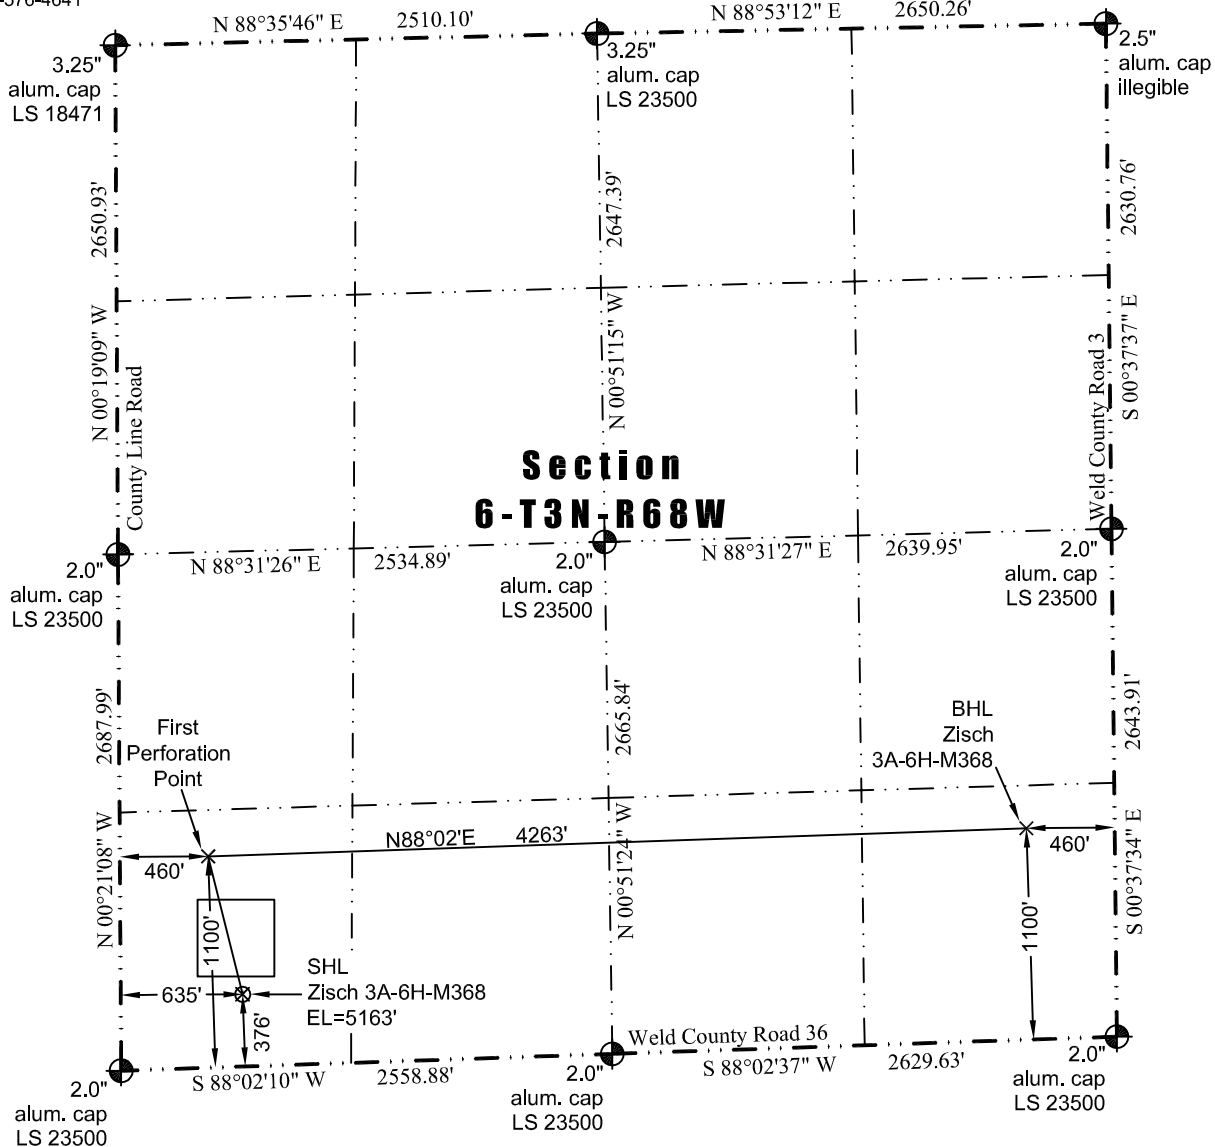 N 88°35'46" E 2510.10' N 88°53'12" E 2650.26'
3.25"
alum. cap
LS 18471
3.25"
alum. cap
LS 23500
2.5"
alum. cap
illegible
2650.93'
N 00°19'09" W
County Line Road
2647.39'
N 00°51'15" W
2630.76'
S 00°37'37" E
Weld County Road 3
Section
6-T3N-R68W
N 88°31'26" E 2534.89'
N 88°31'27" E 2639.95'
2.0"
alum. cap
LS 23500
2.0"
alum. cap
LS 23500
2.0"
alum. cap
LS 23500
2687.99'
N 00°21'08" W
2665.84'
N 00°51'24" W
2643.91'
S 00°37'34" E
First
Perforation
Point
BHL
Zisch
3A-6H-M368
N88°02'E 4263'
460'
460'
1100'
1100'
635'
376'
SHL
Zisch 3A-6H-M368
EL=5163'
Weld County Road 36
S 88°02'10" W 2558.88'
S 88°02'37" W 2629.63'
2.0"
alum. cap
LS 23500
2.0"
alum. cap
LS 23500
2.0"
alum. cap
LS 23500